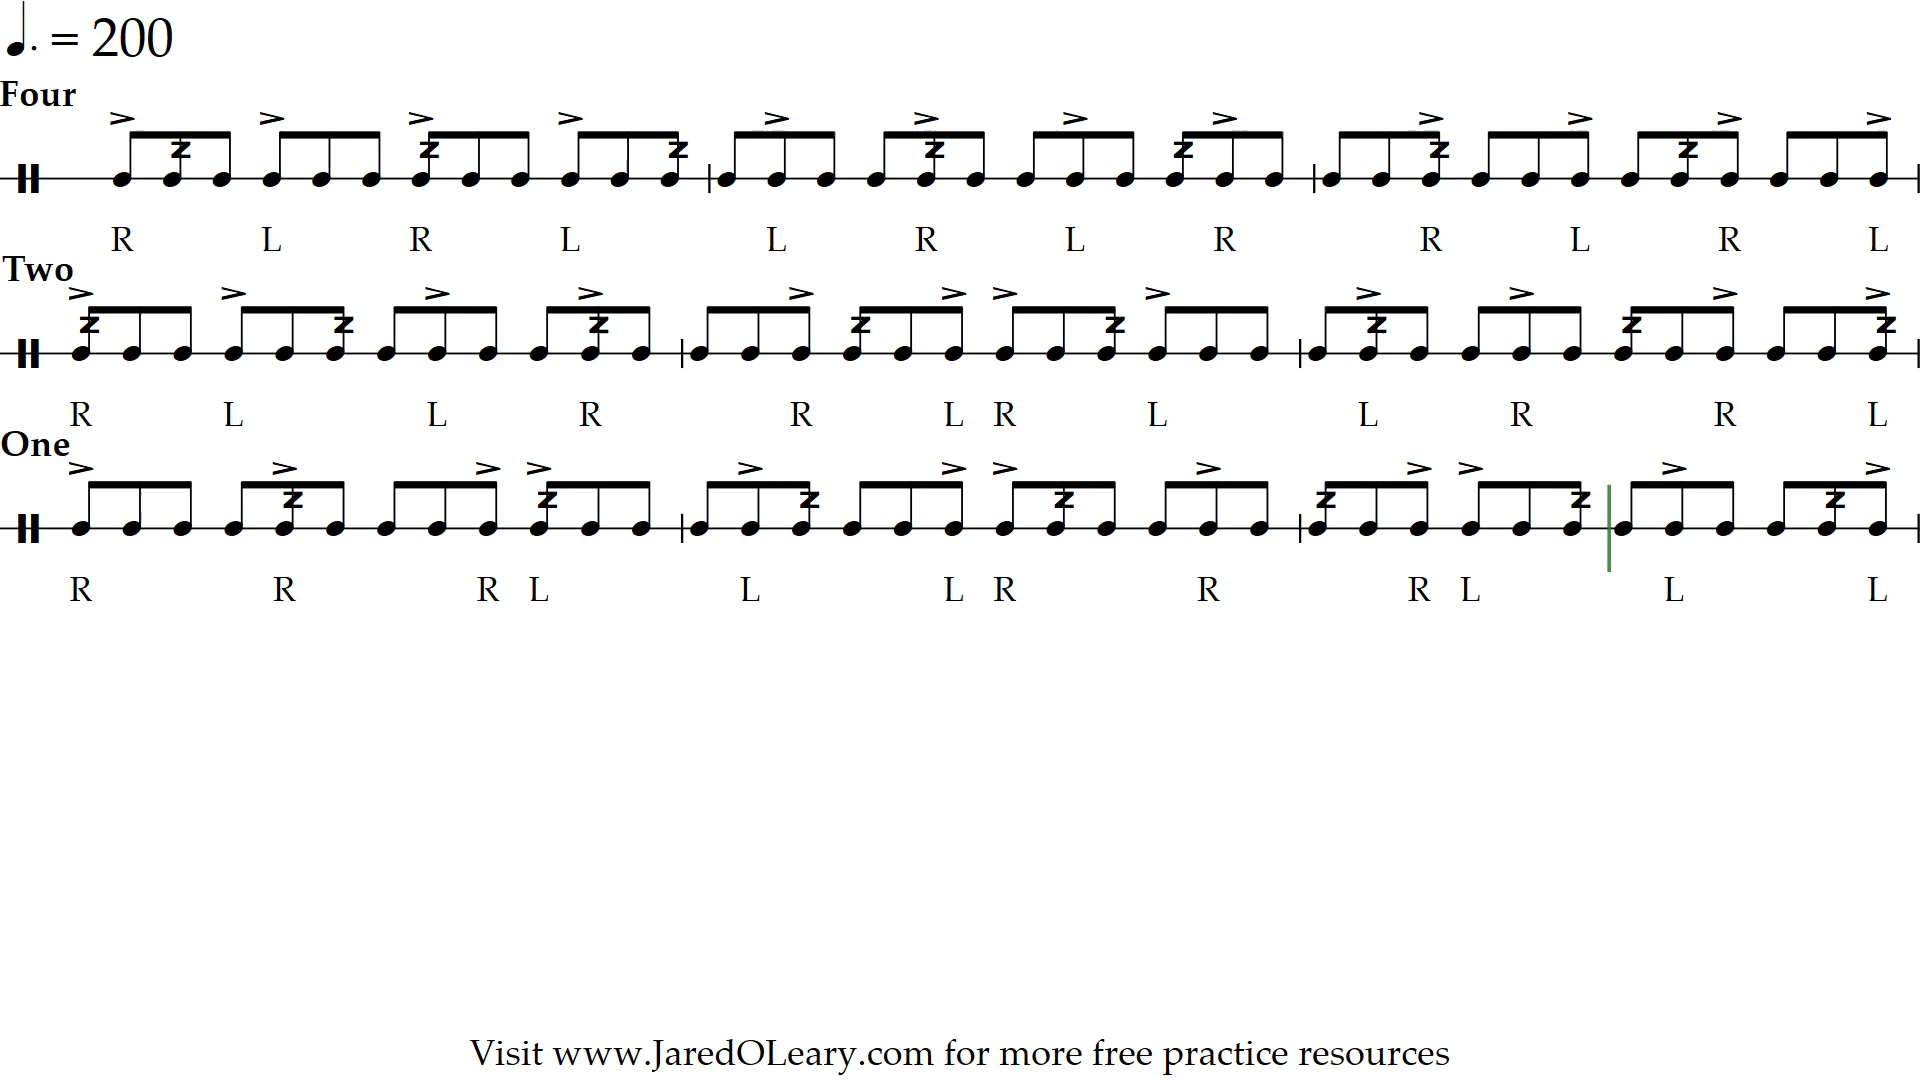 ♩. = 200
Four
z z z z z z z z
R L R L L R L R R L R L
Two
z z z z z z z z
R L L R R L R L L R R L
One
z z z z z z z
R R R L L L R R R L L L
Visit www.JaredOLeary.com for more free practice resources